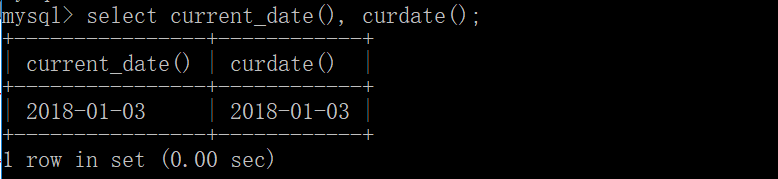 mysql> select current_date(), curdate();
+----------------+------------+
| current_date() | curdate()  |
+----------------+------------+
| 2018-01-03     | 2018-01-03 |
+----------------+------------+
1 row in set (0.00 sec)